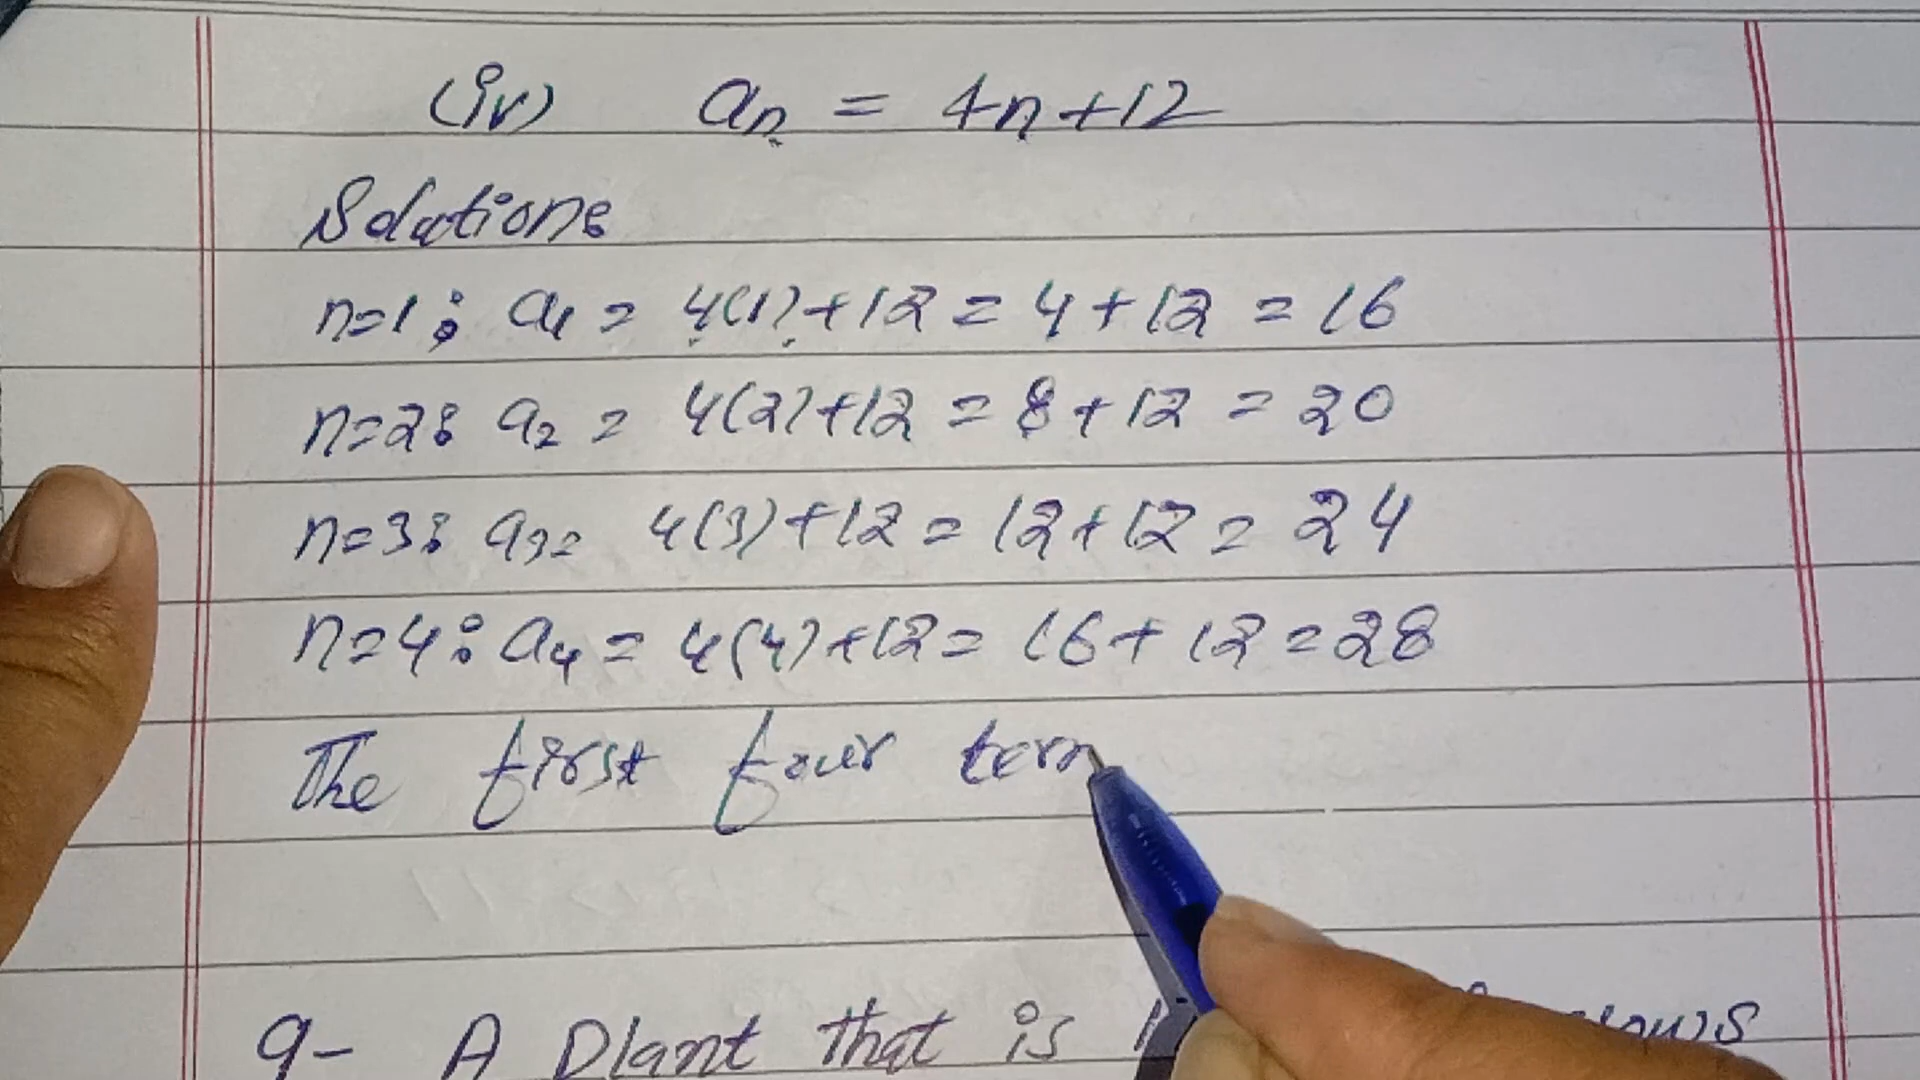 (iv) an = 4n+12
Solution:
n=1: a1 = 4(1)+12 = 4+12 = 16
n=2: a2 = 4(2)+12 = 8+12 = 20
n=3: a3= 4(3)+12 = 12+12 = 24
n=4: a4 = 4(4)+12= 16+12=28
The first four term
9- A Plant that is